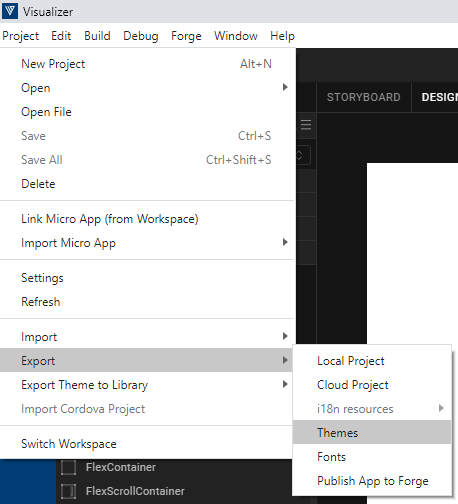 Visualizer
Project Edit Build Debug Forge Window Help
New Project Alt+N
Open
Open File
Save Ctrl+S
Save All Ctrl+Shift+S
Delete
Link Micro App (from Workspace)
Import Micro App
Settings
Refresh
Import
Export
Export Theme to Library
Import Cordova Project
Switch Workspace
Local Project
Cloud Project
i18n resources
Themes
Fonts
Publish App to Forge
STORYBOARD DESIGN
FlexContainer
FlexScrollContainer